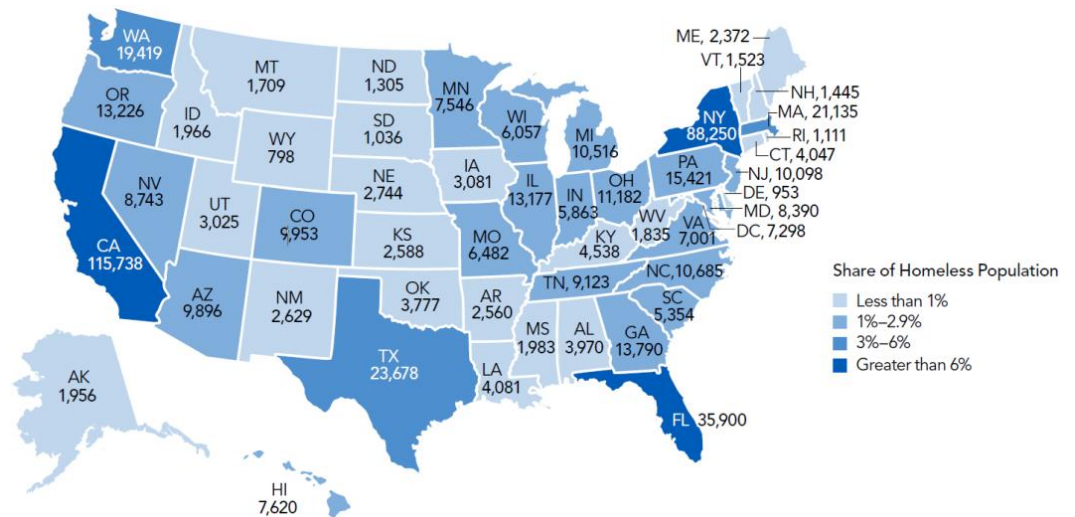 WA
19,419
OR
13,226
CA
115,738
NV
8,743
ID
1,966
MT
1,709
WY
798
UT
3,025
AZ
9,896
CO
9,953
NM
2,629
ND
1,305
SD
1,036
NE
2,744
KS
2,588
OK
3,777
TX
23,678
MN
7,546
IA
3,081
MO
6,482
AR
2,560
LA
4,081
WI
6,057
IL
13,177
MI
10,516
IN
5,863
OH
11,182
KY
4,538
TN, 9,123
MS
1,983
AL
3,970
GA
13,790
FL 35,900
SC
5,354
NC,10,685
VA
7,001
WV
1,835
PA
15,421
NY
88,250
ME, 2,372
VT,1,523
NH,1,445
MA, 21,135
RI, 1,111
CT, 4,047
NJ, 10,098
DE, 953
MD, 8,390
DC, 7,298
AK
1,956
HI
7,620
Share of Homeless Population
Less than 1%
1%–2.9%
3%–6%
Greater than 6%